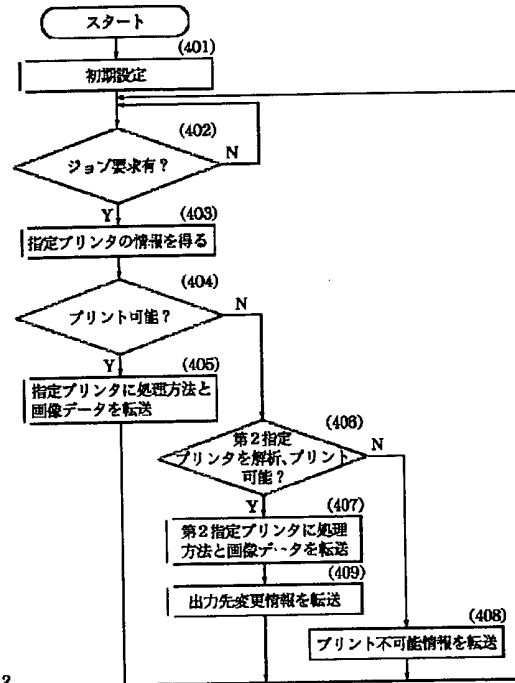 スタート
(401)
初期設定
(402)
ジョブ要求有?
N
Y
(403)
指定プリンタの情報を得る
(404)
プリント可能?
N
Y
(405)
指定プリンタに処理方法と
画像データを転送
(406)
第2指定
プリンタを解析、プリント
可能?
N
Y
(407)
第2指定プリンタに処理
方法と画像データを転送
(409)
出力先変更情報を転送
(408)
プリント不可能情報を転送
2